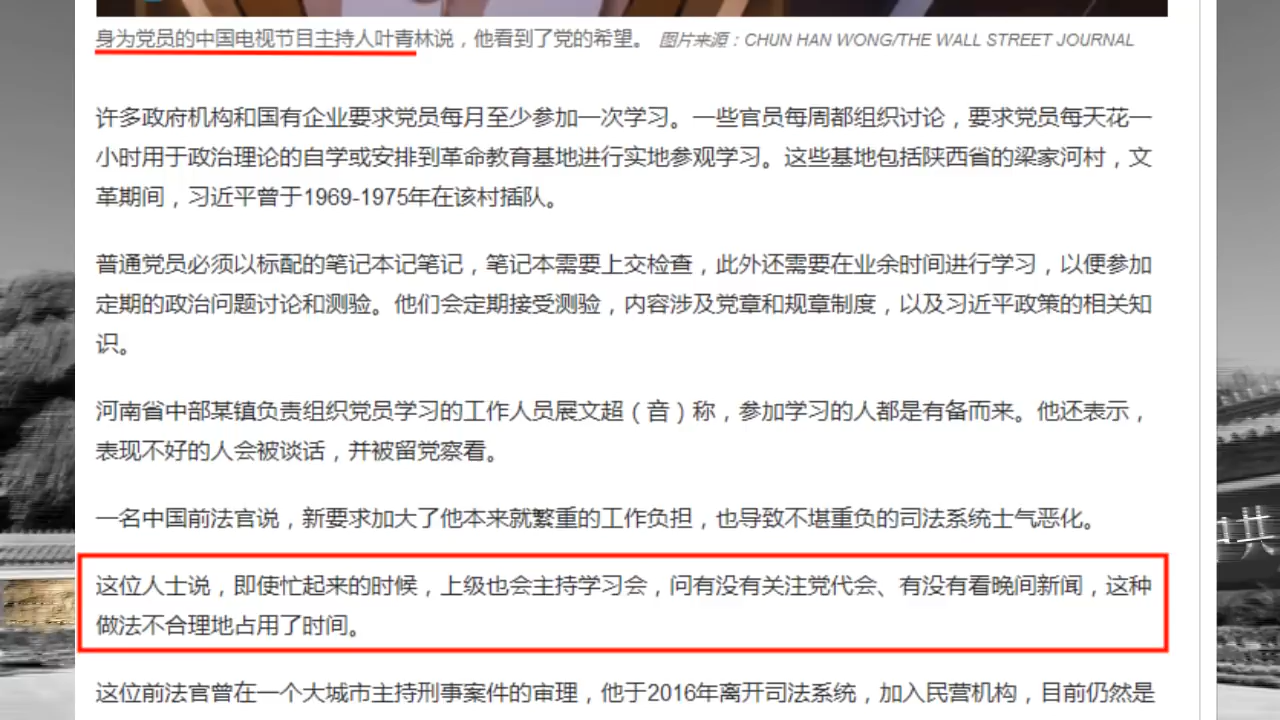 身为党员的中国电视节目主持人叶青林说，他看到了党的希望。 图片来源：CHUN HAN WONG/THE WALL STREET JOURNAL
许多政府机构和国有企业要求党员每月至少参加一次学习。一些官员每周都组织讨论，要求党员每天花一
小时用于政治理论的自学或安排到革命教育基地进行实地参观学习。这些基地包括陕西省的梁家河村，文
革期间，习近平曾于1969-1975年在该村插队。
普通党员必须以标配的笔记本记笔记，笔记本需要上交检查，此外还需要在业余时间进行学习，以便参加
定期的政治问题讨论和测验。他们会定期接受测验，内容涉及党章和规章制度，以及习近平政策的相关知
识。
河南省中部某镇负责组织党员学习的工作人员展文超（音）称，参加学习的人都是有备而来。他还表示，
表现不好的人会被谈话，并被留党察看。
一名中国前法官说，新要求加大了他本来就繁重的工作负担，也导致不堪重负的司法系统士气恶化。
这位人士说，即使忙起来的时候，上级也会主持学习会，问有没有关注党代会、有没有看晚间新闻，这种
做法不合理地占用了时间。
这位前法官曾在一个大城市主持刑事案件的审理，他于2016年离开司法系统，加入民营机构，目前仍然是
共